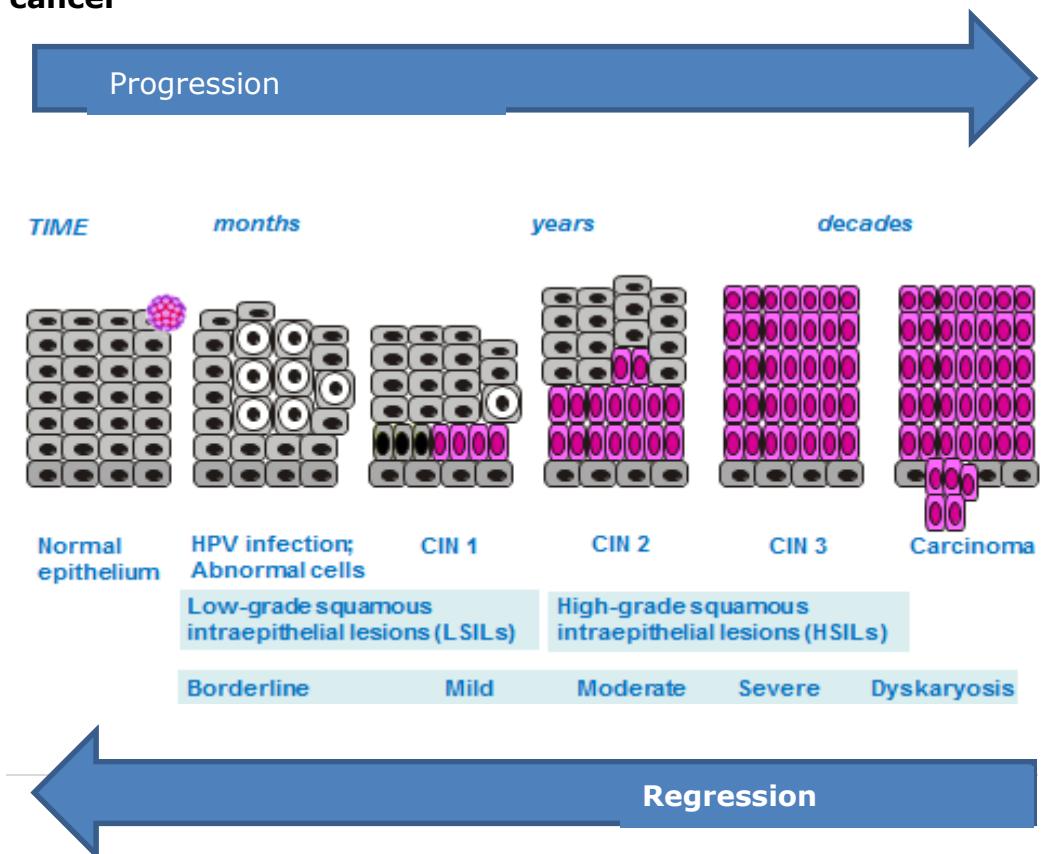 cancer
Progression
TIME months years decades
Normal
epithelium
HPV infection;
Abnormal cells
CIN 1
CIN 2
CIN 3
Carcinoma
Low-grade squamous
intraepithelial lesions (LSILs)
High-grade squamous
intraepithelial lesions (HSILs)
Borderline Mild Moderate Severe Dyskaryosis
Regression